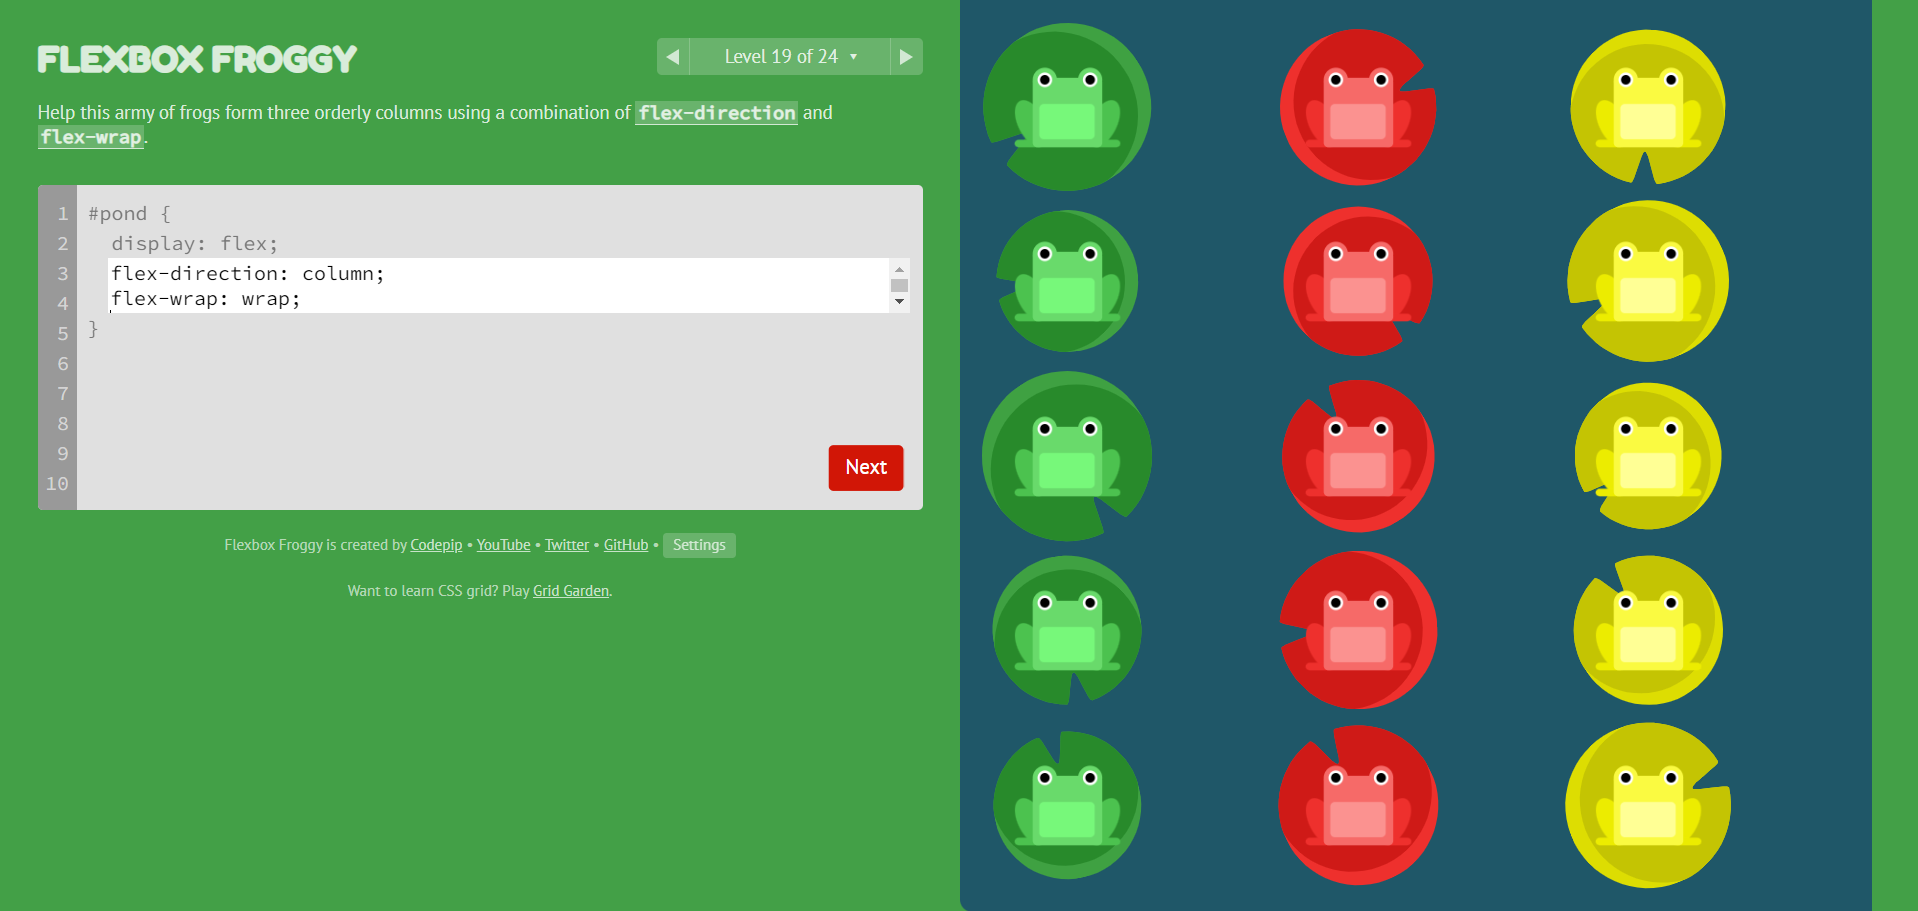 FLEXBOX FROGGY
Level 19 of 24
Help this army of frogs form three orderly columns using a combination of flex-direction and
flex-wrap.
1 #pond {
2 display: flex;
3 flex-direction: column;
4 flex-wrap: wrap;
5 }
6
7
8
9
10
Next
Flexbox Froggy is created by Codepip • YouTube • Twitter • GitHub • Settings
Want to learn CSS grid? Play Grid Garden.